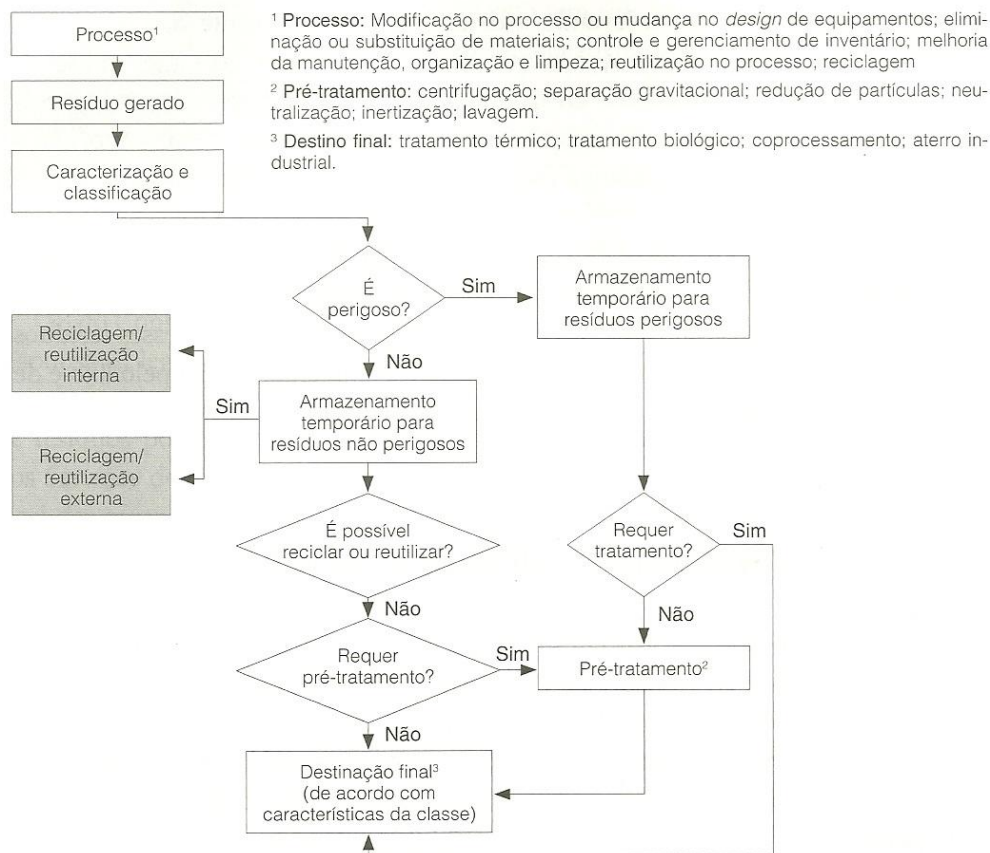 Processo¹
Resíduo gerado
Caracterização e
classificação
¹ Processo: Modificação no processo ou mudança no design de equipamentos; elimi-
nação ou substituição de materiais; controle e gerenciamento de inventário; melhoria
da manutenção, organização e limpeza; reutilização no processo; reciclagem
² Pré-tratamento: centrifugação; separação gravitacional; redução de partículas; neu-
tralização; inertização; lavagem.
³ Destino final: tratamento térmico; tratamento biológico; coprocessamento; aterro in-
dustrial.
É
perigoso?
Sim
Armazenamento
temporário para
resíduos perigosos
Não
Reciclagem/
reutilização
interna
Sim
Armazenamento
temporário para
resíduos não perigosos
Reciclagem/
reutilização
externa
É possível
reciclar ou reutilizar?
Requer
tratamento?
Sim
Não
Não
Requer
pré-tratamento?
Sim
Pré-tratamento²
Não
Destinação final³
(de acordo com
características da classe)